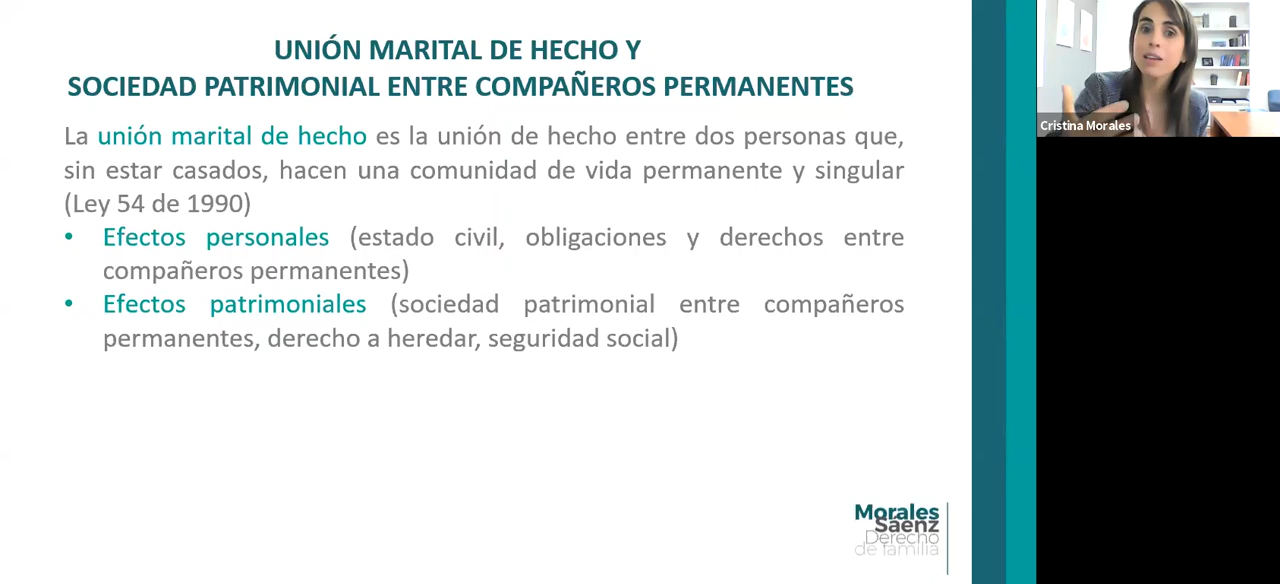 UNIÓN MARITAL DE HECHO Y
SOCIEDAD PATRIMONIAL ENTRE COMPAÑEROS PERMANENTES
La unión marital de hecho es la unión de hecho entre dos personas que,
sin estar casados, hacen una comunidad de vida permanente y singular
(Ley 54 de 1990)
• Efectos personales (estado civil, obligaciones y derechos entre
compañeros permanentes)
• Efectos patrimoniales (sociedad patrimonial entre compañeros
permanentes, derecho a heredar, seguridad social)
Cristina Morales
Morales
Sáenz
Derecho
de familia